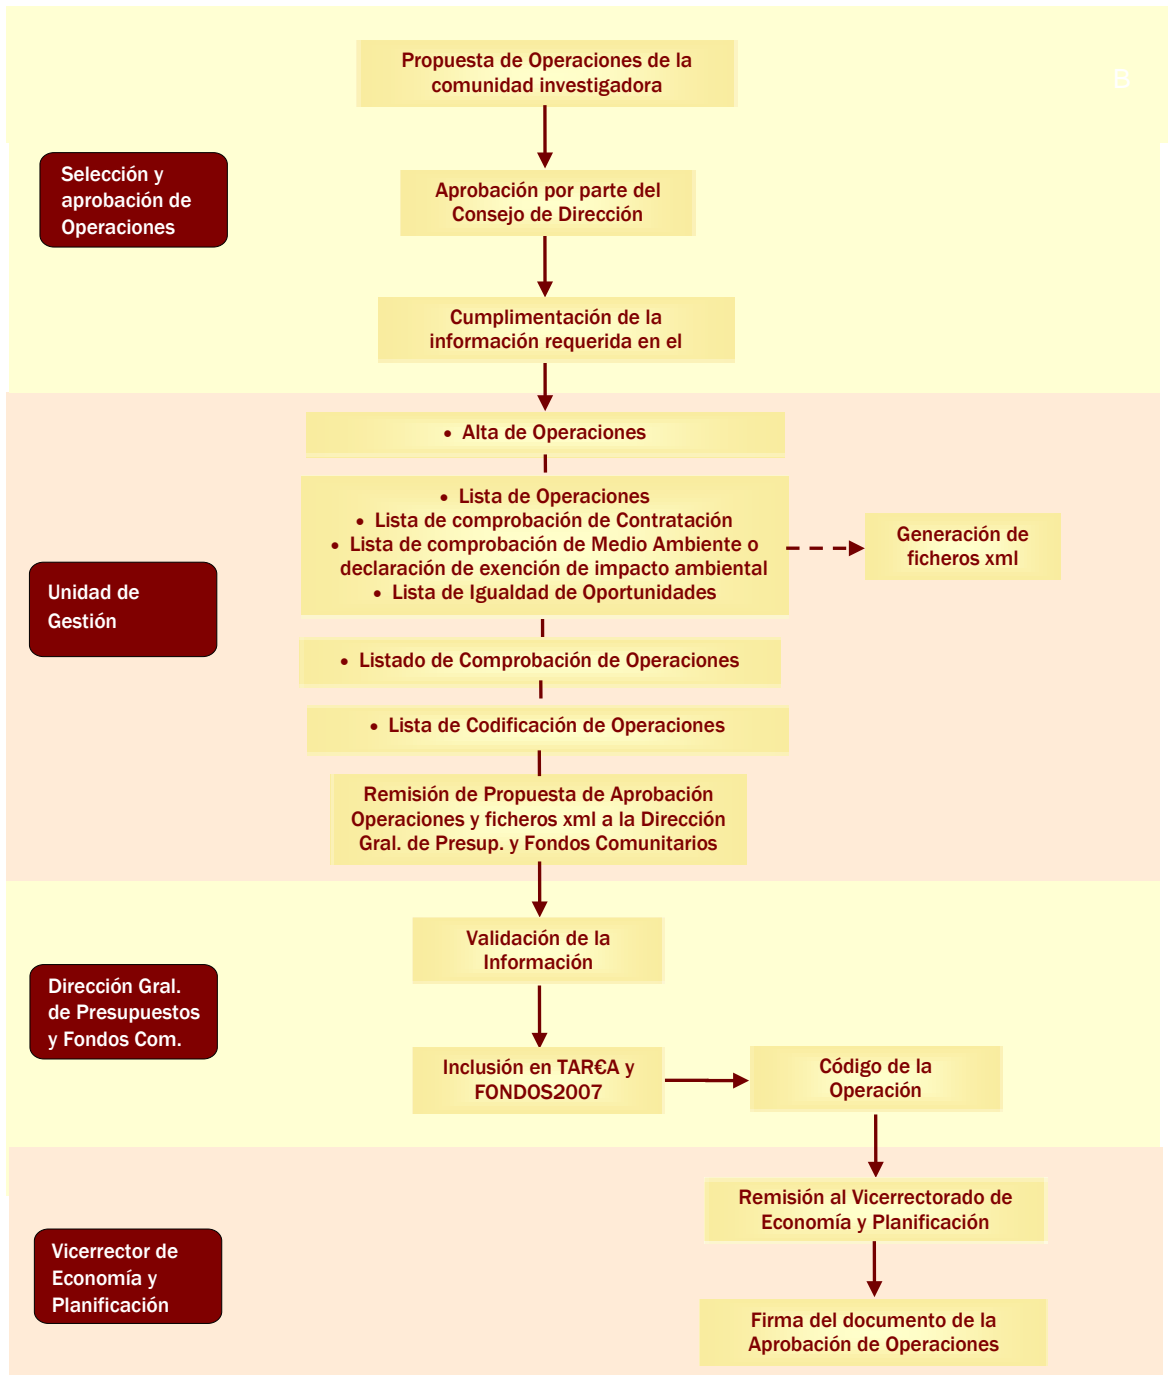 Propuesta de Operaciones de la
comunidad investigadora
B
Selección y
aprobación de
Operaciones
Aprobación por parte del
Consejo de Dirección
Cumplimentación de la
información requerida en el
• Alta de Operaciones
• Lista de Operaciones
• Lista de comprobación de Contratación
• Lista de comprobación de Medio Ambiente o
declaración de exención de impacto ambiental
• Lista de Igualdad de Oportunidades
Generación de
ficheros xml
Unidad de
Gestión
• Listado de Comprobación de Operaciones
• Lista de Codificación de Operaciones
Remisión de Propuesta de Aprobación
Operaciones y ficheros xml a la Dirección
Gral. de Presup. y Fondos Comunitarios
Validación de la
Información
Dirección Gral.
de Presupuestos
y Fondos Com.
Inclusión en TAR€A y
FONDOS2007
Código de la
Operación
Remisión al Vicerrectorado de
Economía y Planificación
Vicerrector de
Economía y
Planificación
Firma del documento de la
Aprobación de Operaciones